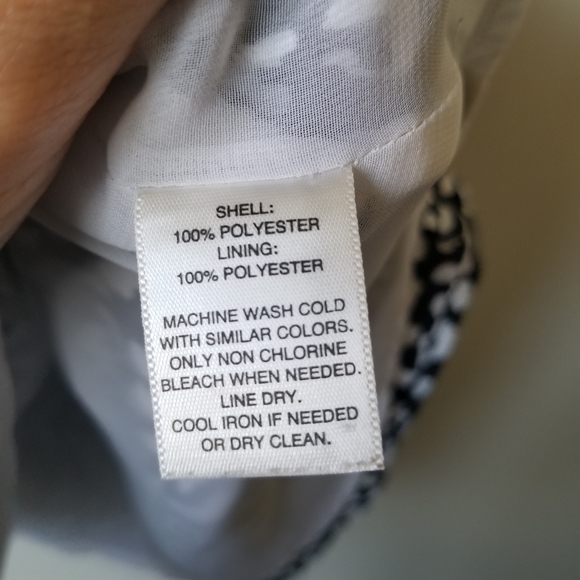 SHELL:
100% POLYESTER
LINING:
100% POLYESTER
MACHINE WASH COLD
WITH SIMILAR COLORS.
ONLY NON CHLORINE
BLEACH WHEN NEEDED.
LINE DRY.
COOL IRON IF NEEDED
OR DRY CLEAN.